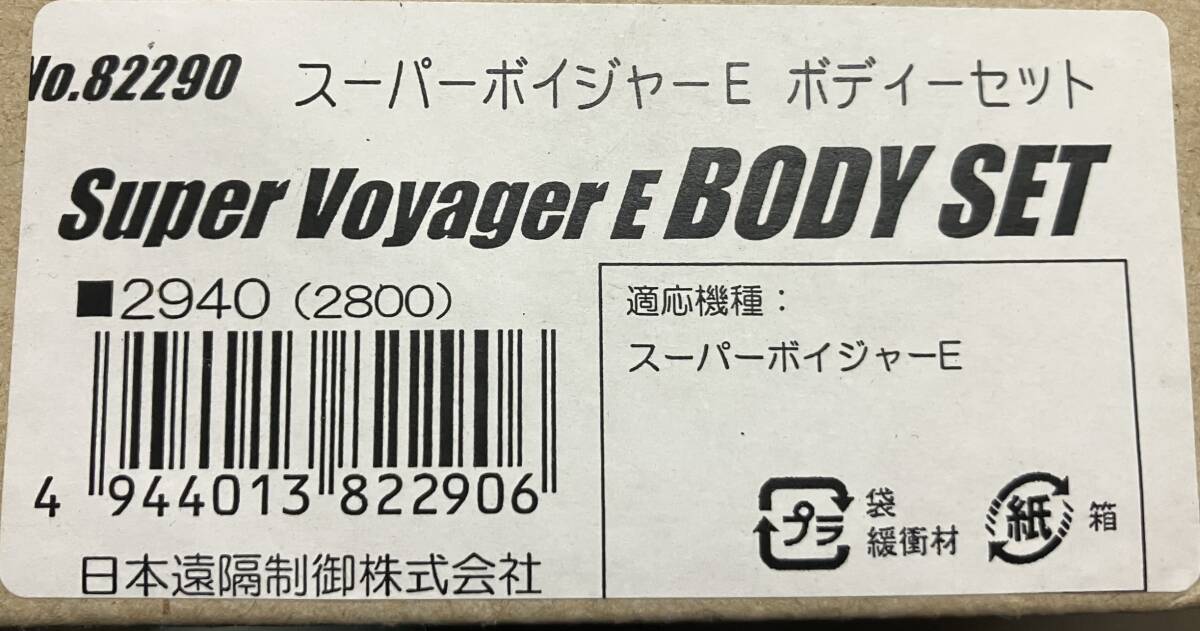 No.82290 スーパーボイジャーE ボディーセット
Super Voyager E BODY SET
■2940(2800)
適応機種：
スーパーボイジャーE
4 944013 822906
プラ 袋 緩衝材
紙 箱
日本遠隔制御株式会社